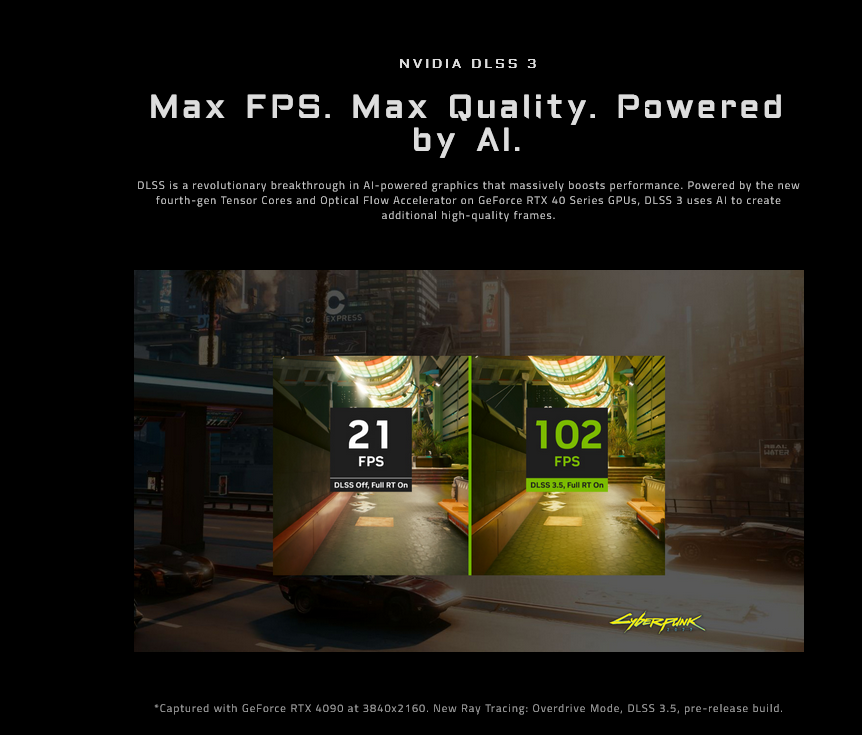 NVIDIA DLSS 3
Max FPS. Max Quality. Powered
by AI.
DLSS is a revolutionary breakthrough in AI-powered graphics that massively boosts performance. Powered by the new
fourth-gen Tensor Cores and Optical Flow Accelerator on GeForce RTX 40 Series GPUs, DLSS 3 uses AI to create
additional high-quality frames.
21
FPS
DLSS Off, Full RT On
102
FPS
DLSS 3.5, Full RT On
REAL
WATER
Cyberpunk
*Captured with GeForce RTX 4090 at 3840x2160. New Ray Tracing: Overdrive Mode, DLSS 3.5, pre-release build.